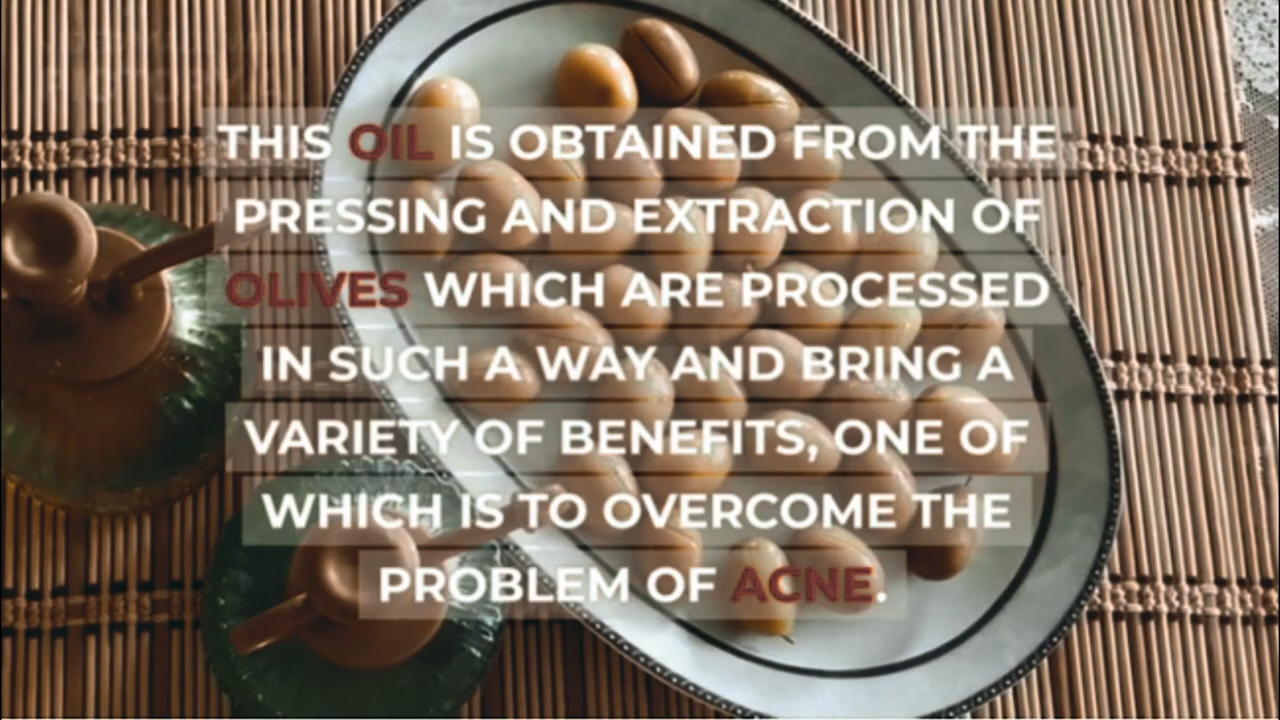 THIS OIL IS OBTAINED FROM THE
PRESSING AND EXTRACTION OF
OLIVES WHICH ARE PROCESSED
IN SUCH A WAY AND BRING A
VARIETY OF BENEFITS, ONE OF
WHICH IS TO OVERCOME THE
PROBLEM OF ACNE.